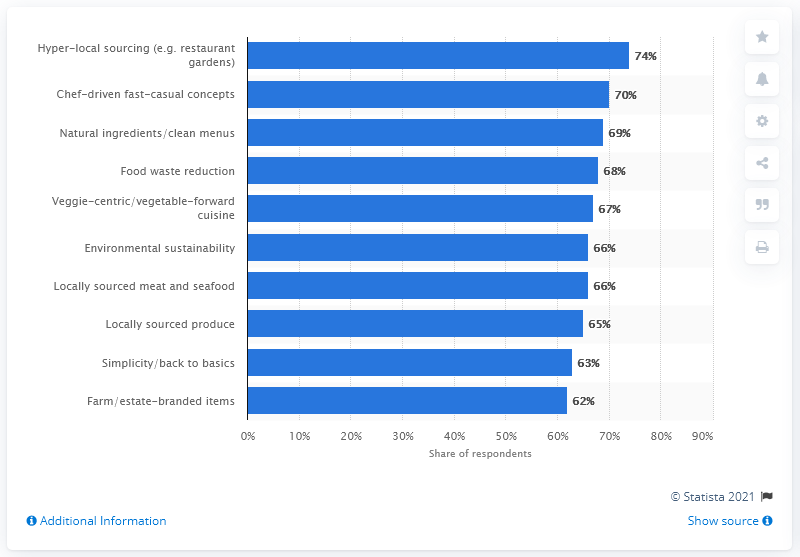 Hyper-local sourcing (e.g. restaurant
gardens)
74%
Chef-driven fast-casual concepts
70%
Natural ingredients/clean menus
69%
Food waste reduction
68%
Veggie-centric/vegetable-forward
cuisine
67%
Environmental sustainability
66%
Locally sourced meat and seafood
66%
Locally sourced produce
65%
Simplicity/back to basics
63%
Farm/estate-branded items
62%
0% 10% 20% 30% 40% 50% 60% 70% 80% 90%
Share of respondents
© Statista 2021
Additional Information
Show source